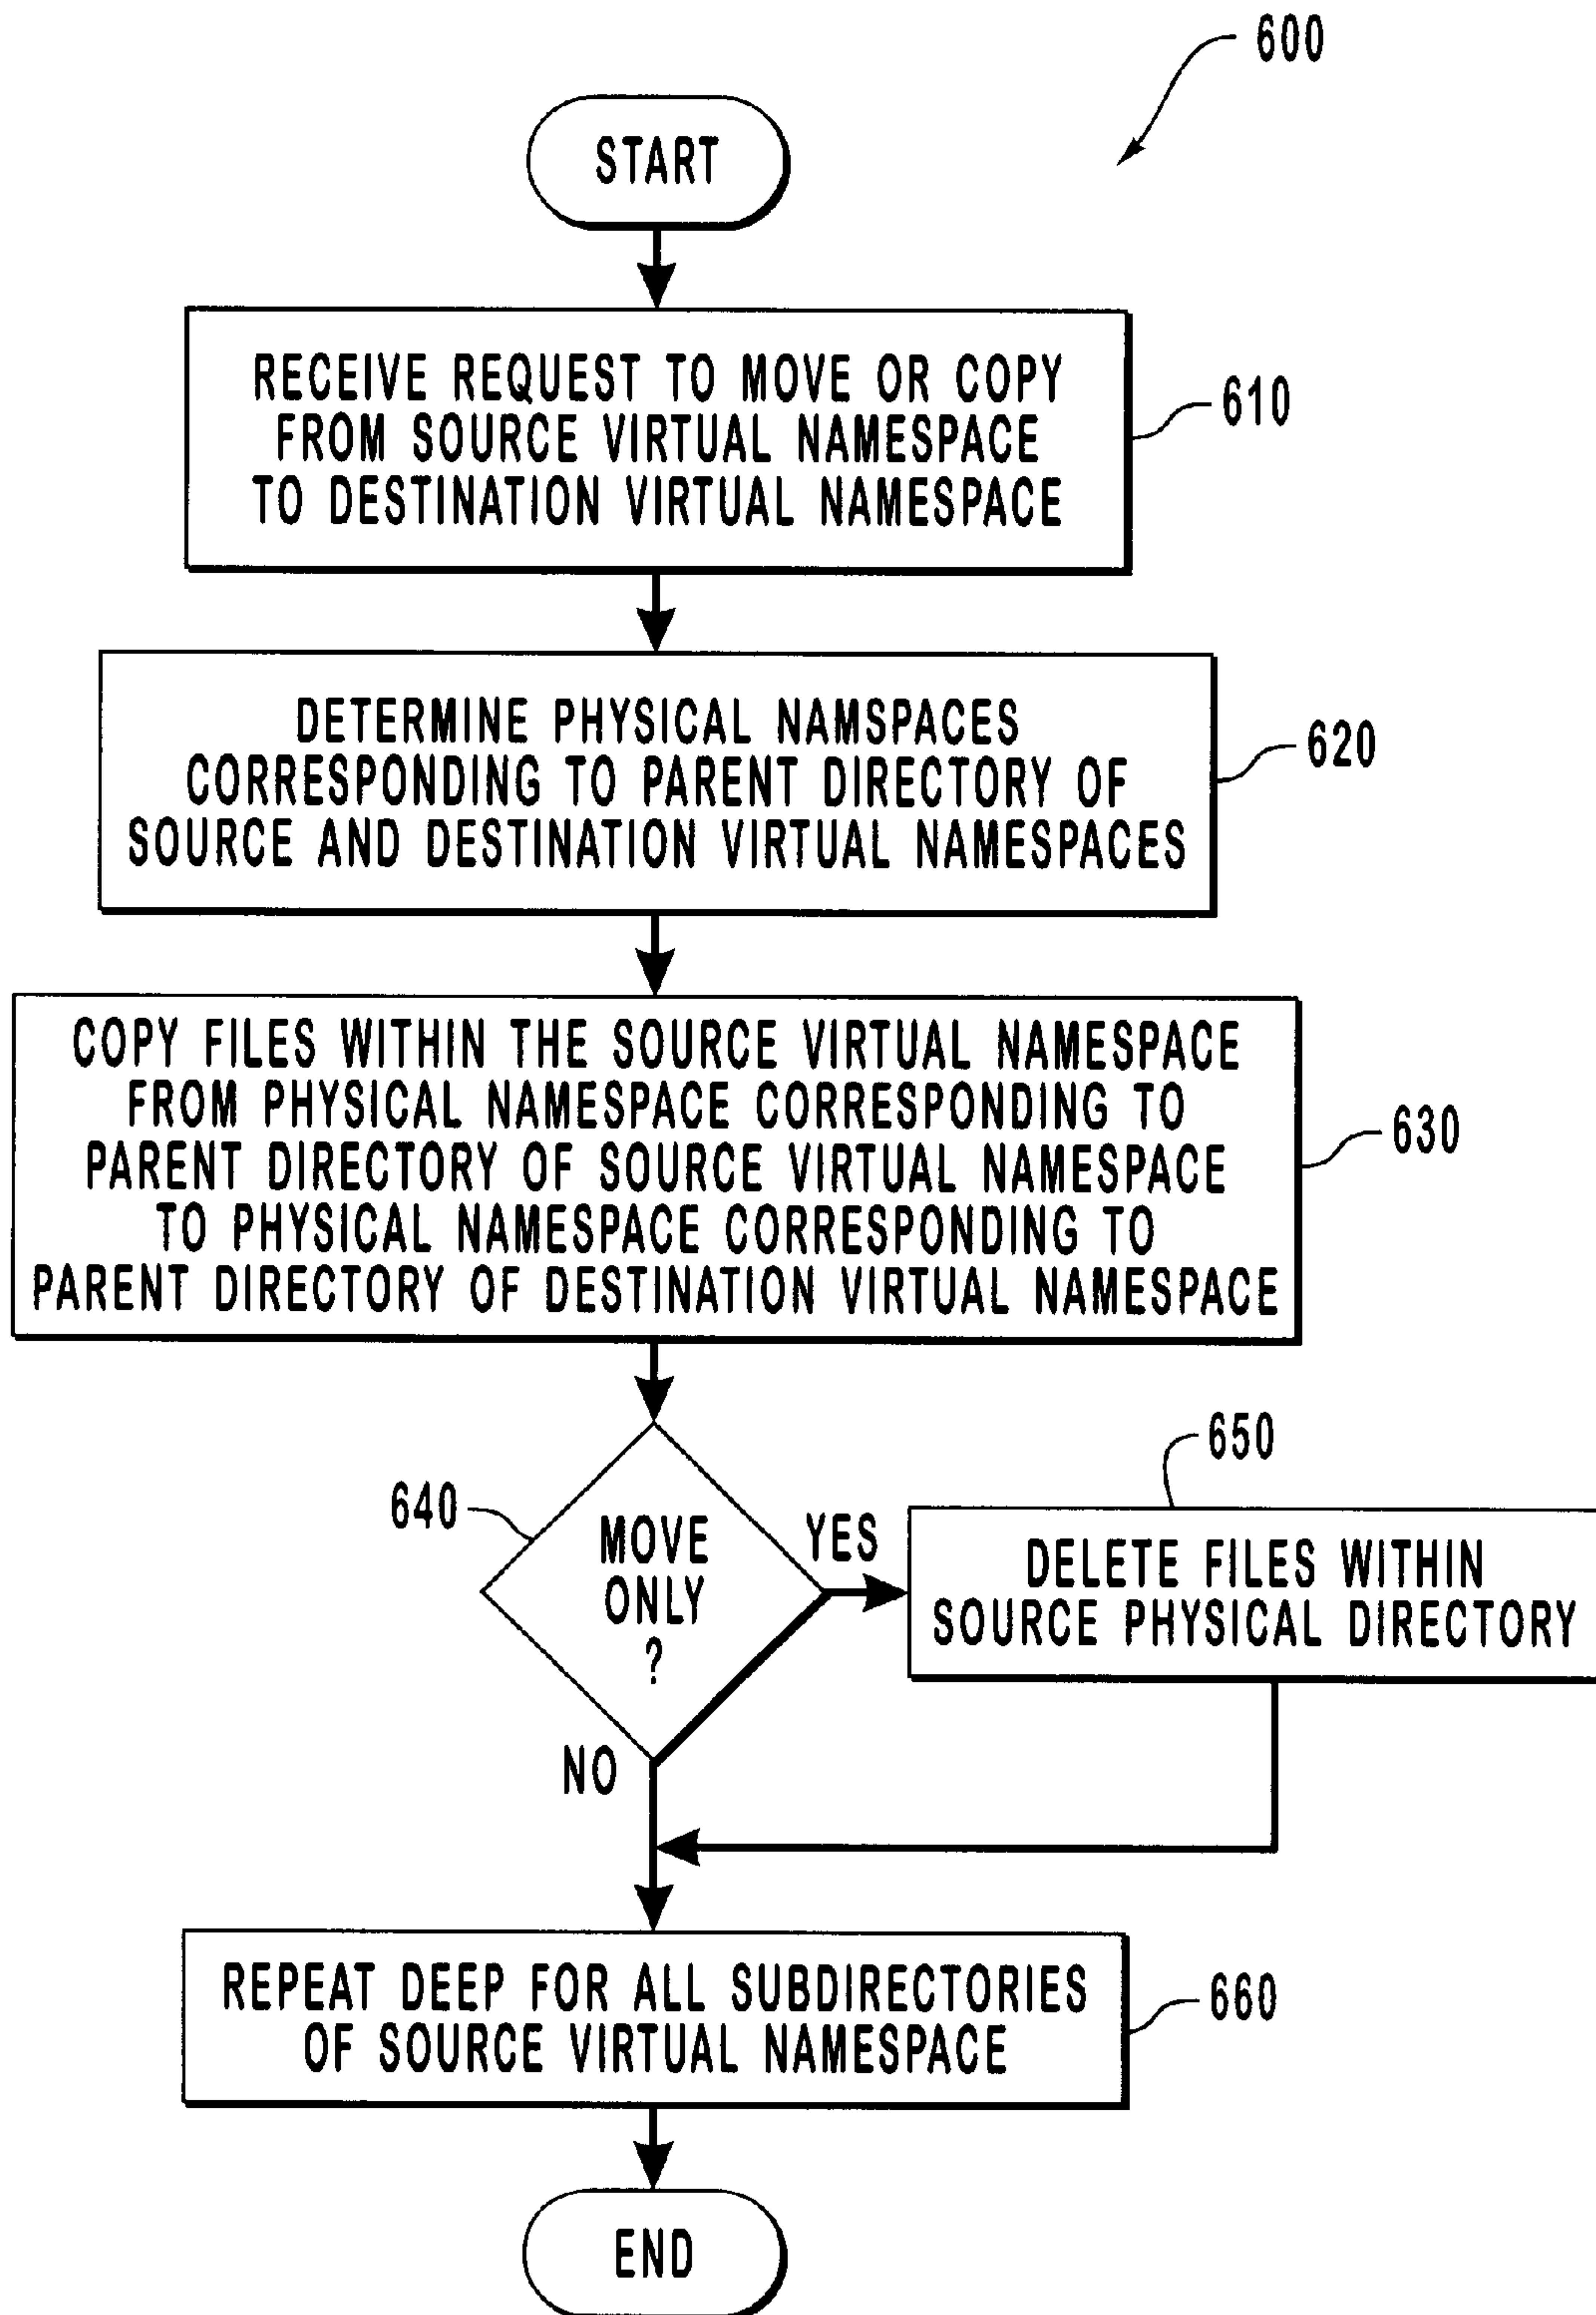 600
START
RECEIVE REQUEST TO MOVE OR COPY
FROM SOURCE VIRTUAL NAMESPACE
TO DESTINATION VIRTUAL NAMESPACE
610
DETERMINE PHYSICAL NAMSPACES
CORRESPONDING TO PARENT DIRECTORY OF
SOURCE AND DESTINATION VIRTUAL NAMESPACES
620
COPY FILES WITHIN THE SOURCE VIRTUAL NAMESPACE
FROM PHYSICAL NAMESPACE CORRESPONDING TO
PARENT DIRECTORY OF SOURCE VIRTUAL NAMESPACE
TO PHYSICAL NAMESPACE CORRESPONDING TO
PARENT DIRECTORY OF DESTINATION VIRTUAL NAMESPACE
630
640
MOVE
ONLY
?
YES
650
DELETE FILES WITHIN
SOURCE PHYSICAL DIRECTORY
NO
REPEAT DEEP FOR ALL SUBDIRECTORIES
OF SOURCE VIRTUAL NAMESPACE
660
END